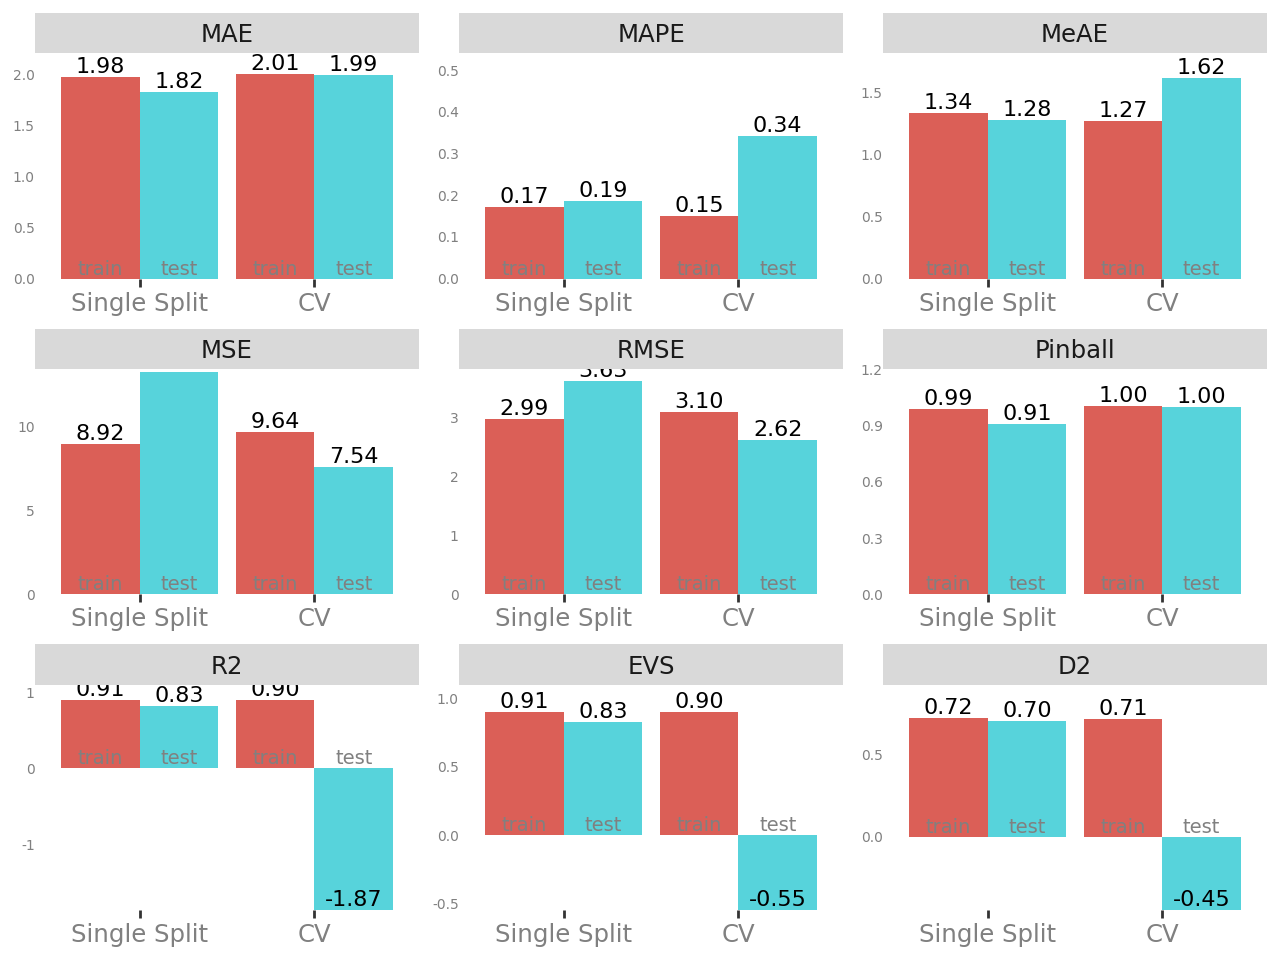 MAE
MAPE
MeAE
2.0
1.5
1.0
0.5
0.0
1.98
1.82
2.01
1.99
train
test
train
test
Single Split
CV
0.5
0.4
0.3
0.2
0.1
0.0
0.17
0.19
0.15
0.34
train
test
train
test
Single Split
CV
1.5
1.0
0.5
0.0
1.34
1.28
1.27
1.62
train
test
train
test
Single Split
CV
MSE
RMSE
Pinball
10
5
0
8.92
9.64
7.54
train
test
train
test
Single Split
CV
3
2
1
0
2.99
3.10
2.62
train
test
train
test
Single Split
CV
1.2
0.9
0.6
0.3
0.0
0.99
0.91
1.00
1.00
train
test
train
test
Single Split
CV
R2
EVS
D2
1
0
-1
0.91
0.83
0.90
-1.87
train
test
train
test
Single Split
CV
1.0
0.5
0.0
-0.5
0.91
0.83
0.90
-0.55
train
test
train
test
Single Split
CV
0.5
0.0
0.72
0.70
0.71
-0.45
train
test
train
test
Single Split
CV